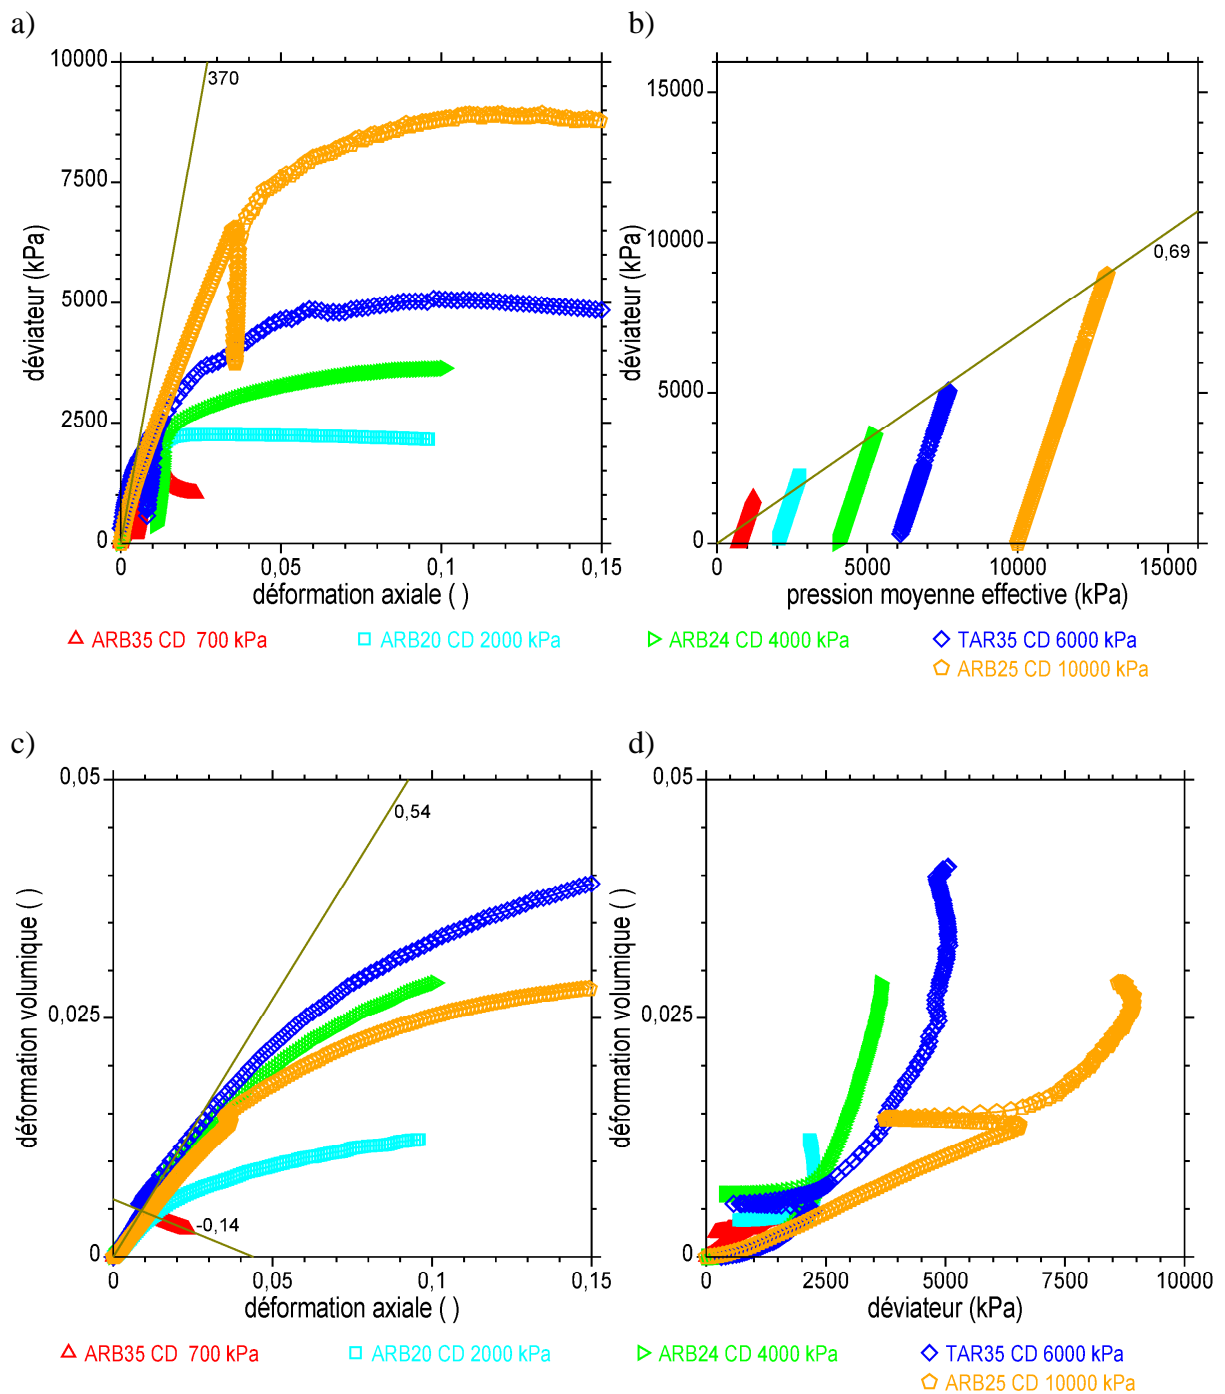 a)
b)
10000
7500
5000
2500
0
déviateur (kPa)
370
0
0,05
0,1
0,15
déformation axiale ( )
15000
10000
5000
0
déviateur (kPa)
0,69
0
5000
10000
15000
pression moyenne effective (kPa)
ARB35 CD 700 kPa
ARB20 CD 2000 kPa
ARB24 CD 4000 kPa
TAR35 CD 6000 kPa
ARB25 CD 10000 kPa
c)
d)
0,05
0,025
0
déformation volumique ( )
0,54
-0,14
0
0,05
0,1
0,15
déformation axiale ( )
0,05
0,025
0
déformation volumique ( )
0
2500
5000
7500
10000
déviateur (kPa)
ARB35 CD 700 kPa
ARB20 CD 2000 kPa
ARB24 CD 4000 kPa
TAR35 CD 6000 kPa
ARB25 CD 10000 kPa